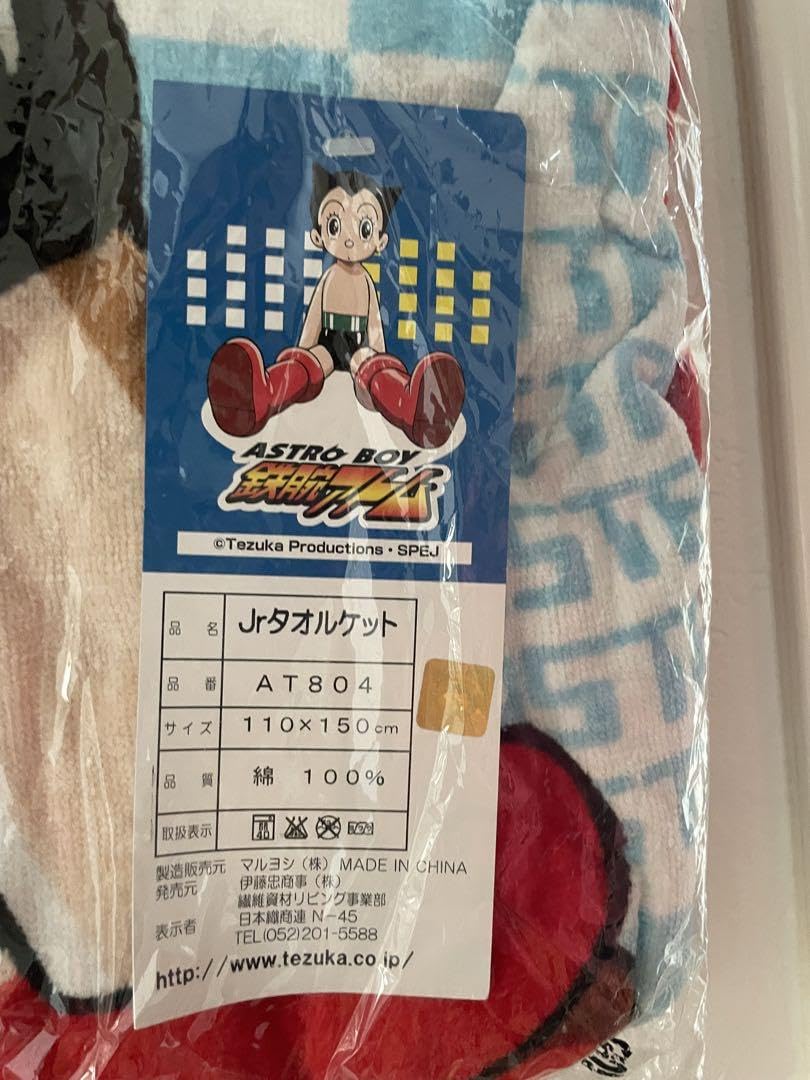 ASTRO BOY
鉄腕アトム
©Tezuka Productions・SPEJ
品名 Jrタオルケット
品番 AT804
サイズ 110×150cm
品質 綿 100%
取扱表示
製造販売元 マルヨシ（株） MADE IN CHINA
発売元 伊藤忠商事（株）
繊維資材リビング事業部
表示者 日本織商連 N-45
TEL(052)201-5588
http://www.tezuka.co.jp/